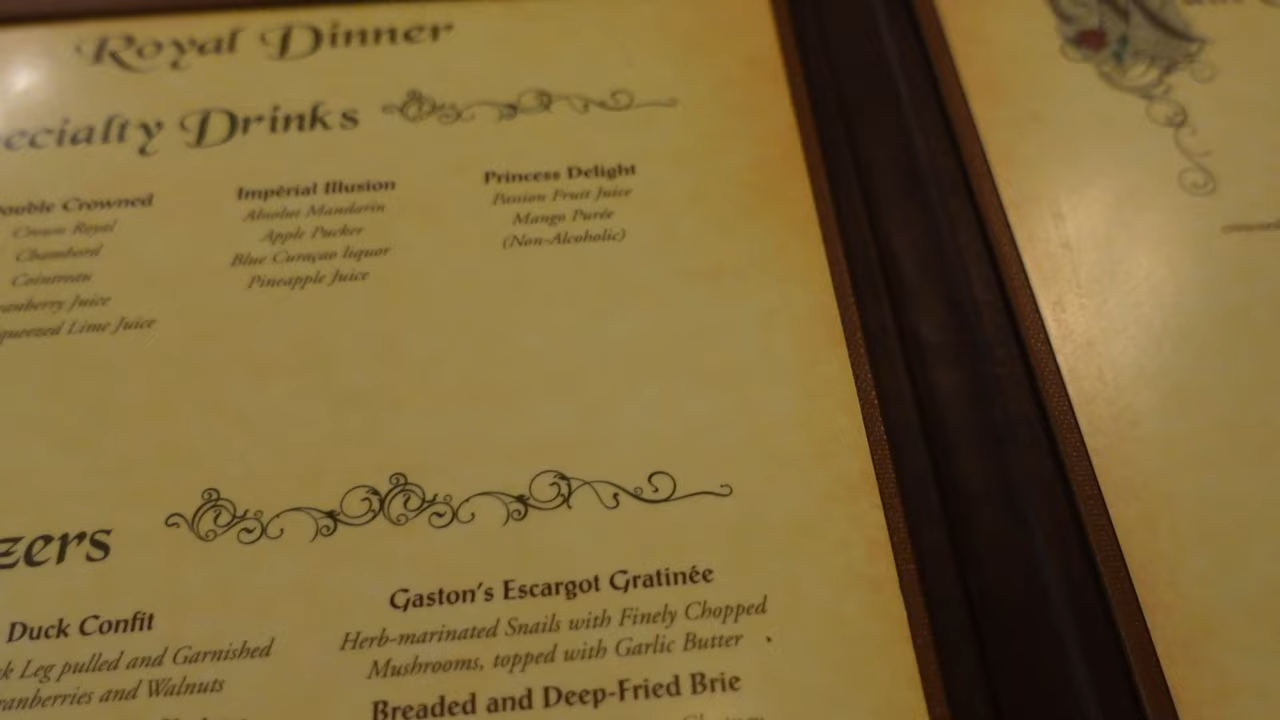 Royal Dinner
ecialty Drinks
ouble Crowned
Crown Royal
Chambord
Cointreau
ranberry Juice
queezed Lime Juice
Impérial Illusion
Absolut Mandarin
Apple Pucker
Blue Curaçao liquor
Pineapple Juice
Princess Delight
Passion Fruit Juice
Mango Purée
(Non-Alcoholic)
zers
Duck Confit
k Leg pulled and Garnished
ranberries and Walnuts
Gaston's Escargot Gratinée
Herb-marinated Snails with Finely Chopped
Mushrooms, topped with Garlic Butter
Breaded and Deep-Fried Brie